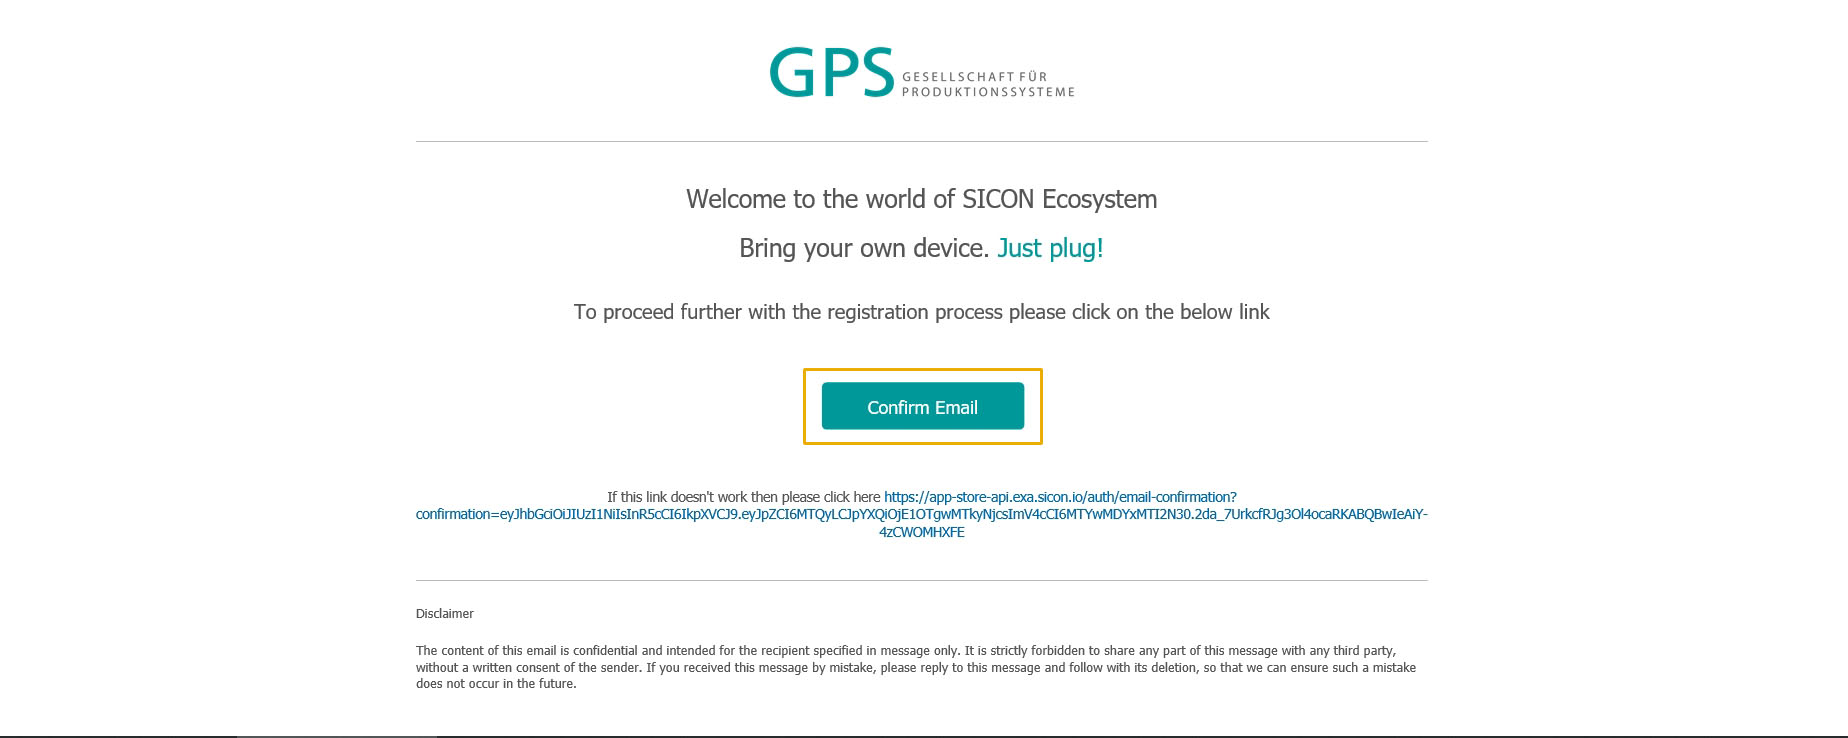 GPS GESELLSCHAFT FÜR
PRODUKTIONSSYSTEME
Welcome to the world of SICON Ecosystem
Bring your own device. Just plug!
To proceed further with the registration process please click on the below link
Confirm Email
If this link doesn't work then please click here https://app-store-api.exa.sicon.io/auth/email-confirmation?
confirmation=eyJhbGciOiJIUzI1NiIsInR5cCI6IkpXVCJ9.eyJpZCI6MTQyLCJpYXQiOjE1OTgwMTkyNjcsImV4cCI6MTYwMDYxMTI2N30.2da_7UrkcfRJg3Ol4ocaRKABQBwIeAiY-
4zCWOMHXFE
Disclaimer
The content of this email is confidential and intended for the recipient specified in message only. It is strictly forbidden to share any part of this message with any third party,
without a written consent of the sender. If you received this message by mistake, please reply to this message and follow with its deletion, so that we can ensure such a mistake
does not occur in the future.